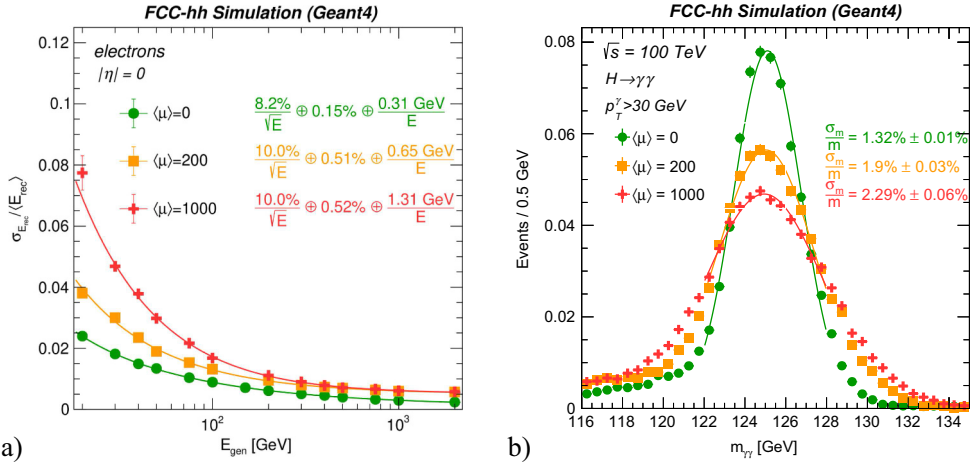 FCC-hh Simulation (Geant4)
electrons
|η| = 0
⟨μ⟩=0
8.2%/√E ⊕ 0.15% ⊕ 0.31 GeV/E
⟨μ⟩=200
10.0%/√E ⊕ 0.51% ⊕ 0.65 GeV/E
⟨μ⟩=1000
10.0%/√E ⊕ 0.52% ⊕ 1.31 GeV/E
σ_{E_rec} / ⟨E_rec⟩
0.12
0.1
0.08
0.06
0.04
0.02
0
10²
10³
E_gen [GeV]
a)
FCC-hh Simulation (Geant4)
√s = 100 TeV
H→γγ
p_T^γ>30 GeV
⟨μ⟩ = 0
σ_m/m = 1.32% ± 0.01%
⟨μ⟩ = 200
σ_m/m = 1.9% ± 0.03%
⟨μ⟩ = 1000
σ_m/m = 2.29% ± 0.06%
Events / 0.5 GeV
0.08
0.06
0.04
0.02
0
116 118 120 122 124 126 128 130 132 134
m_γγ [GeV]
b)